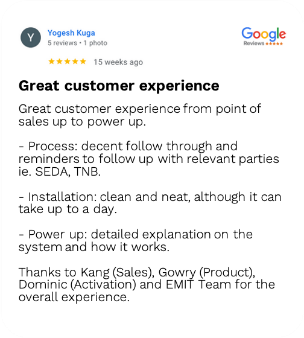 Y
Yogesh Kuga
5 reviews • 1 photo
Google
Reviews ★★★★★
★★★★★ 15 weeks ago
Great customer experience
Great customer experience from point of
sales up to power up.
- Process: decent follow through and
reminders to follow up with relevant parties
ie. SEDA, TNB.
- Installation: clean and neat, although it can
take up to a day.
- Power up: detailed explanation on the
system and how it works.
Thanks to Kang (Sales), Gowry (Product),
Dominic (Activation) and EMIT Team for the
overall experience.